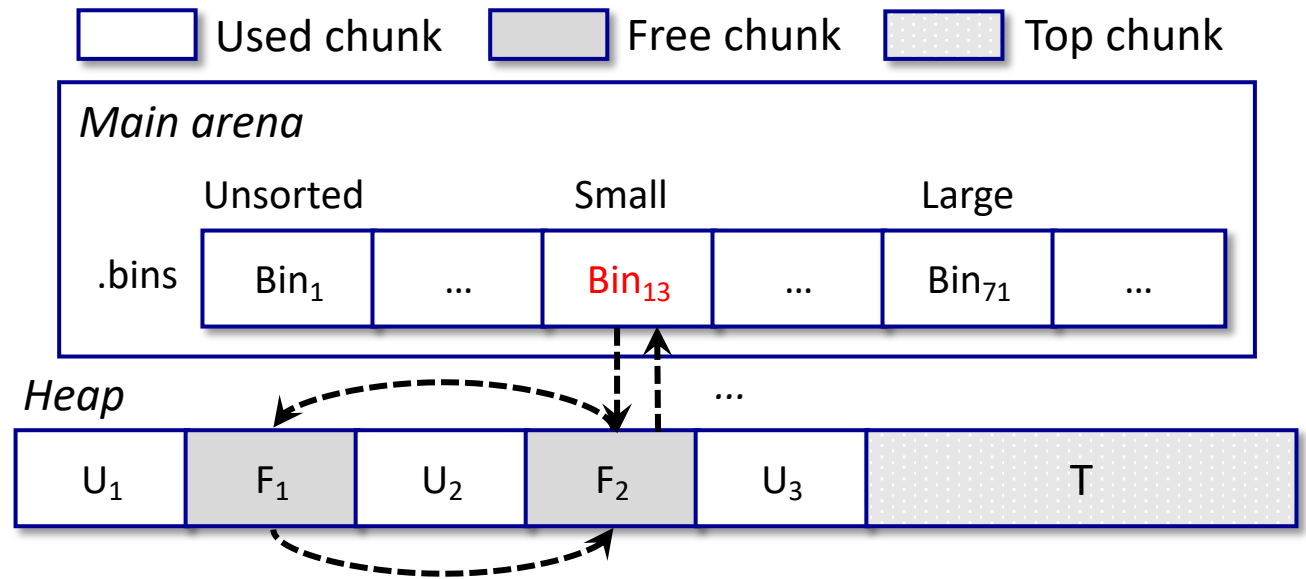 Used chunk Free chunk Top chunk
Main arena
Unsorted Small Large
.bins Bin₁ ... Bin₁₃ ... Bin₇₁ ...
Heap ...
U₁ F₁ U₂ F₂ U₃ T